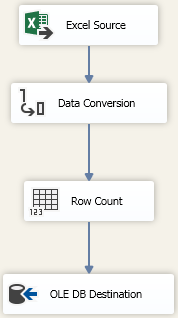 Excel Source
Data Conversion
Row Count
123
OLE DB Destination